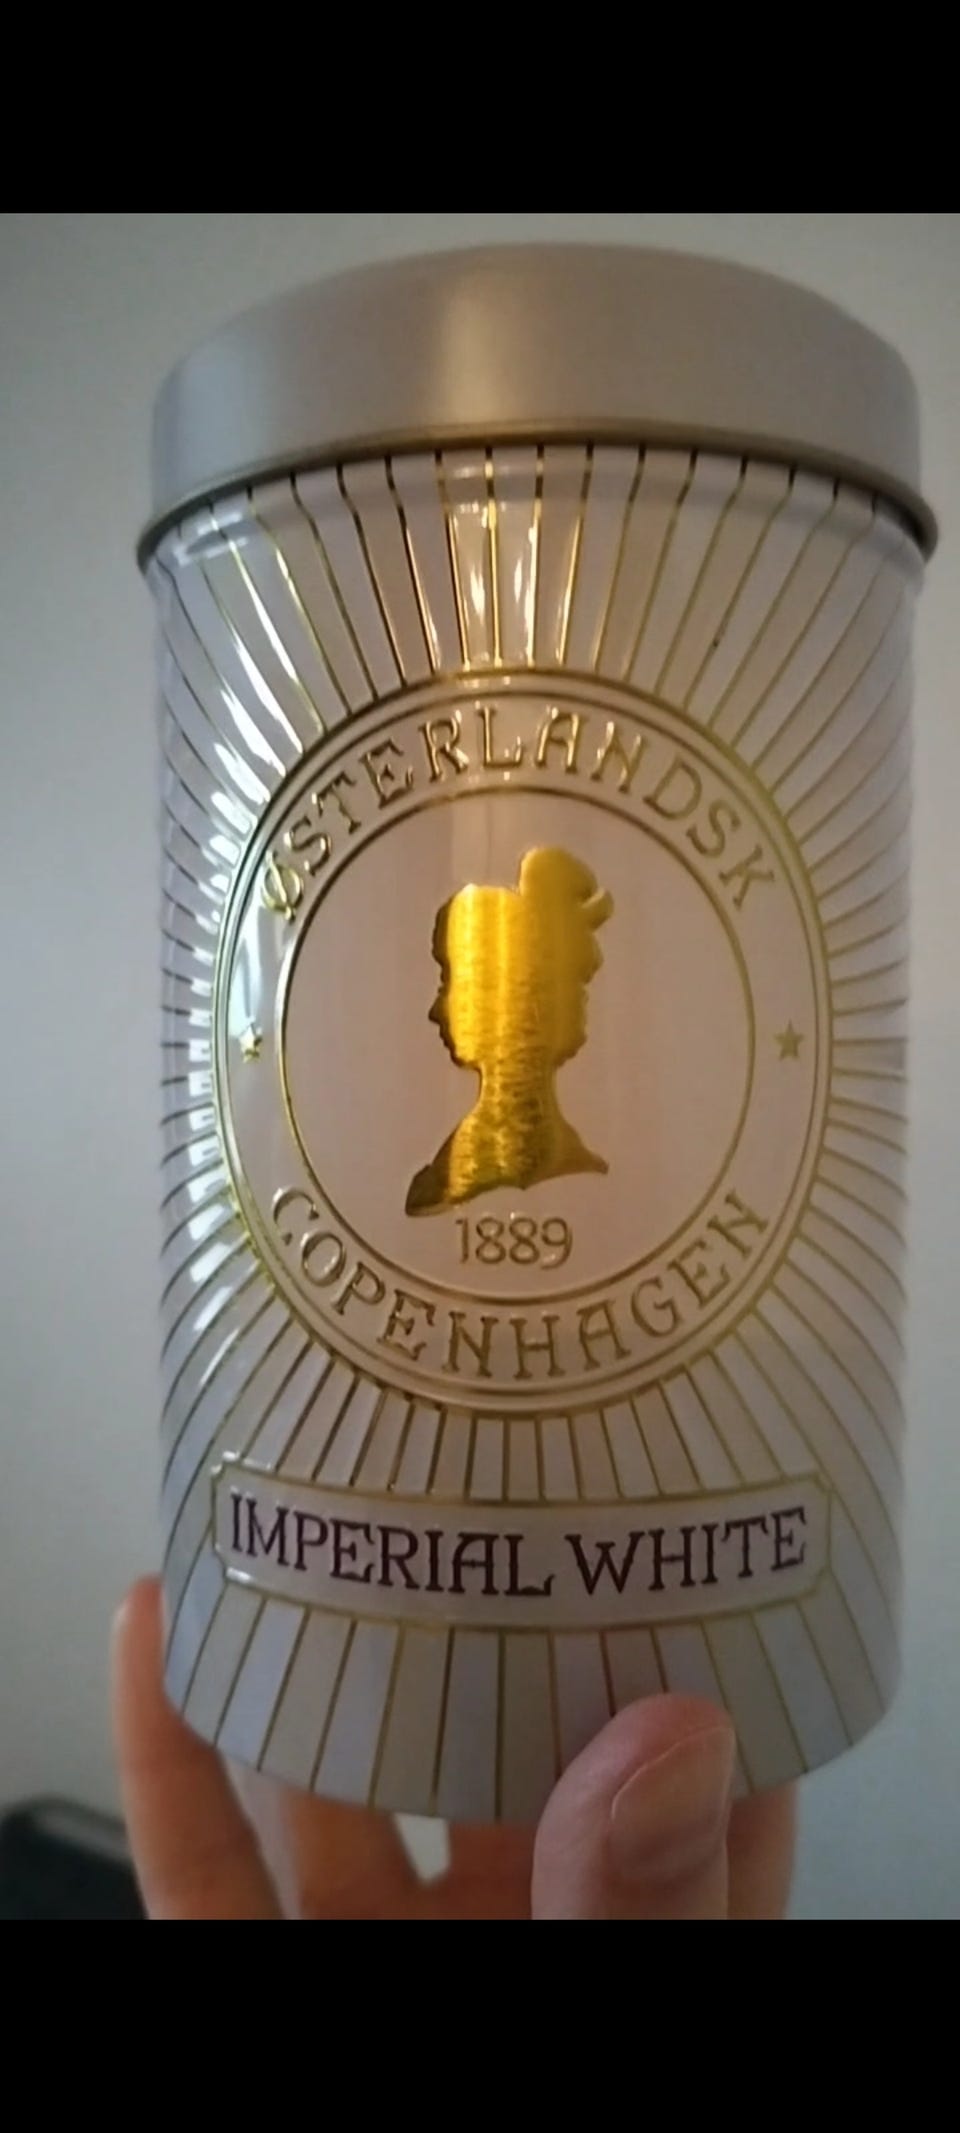 ØSTERLANDSK
1889
COPENHAGEN
IMPERIAL WHITE